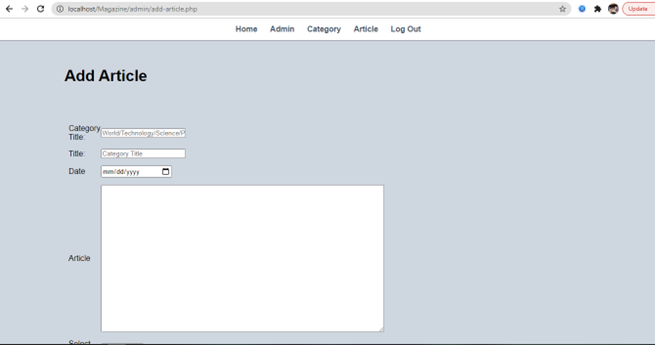 localhost/Magazine/admin/add-article.php
Update
Home Admin Category Article Log Out
Add Article
Category
Title:
World/Technology/Science/P
Title:
Category Title
Date
mm/dd/yyyy
Article
Select